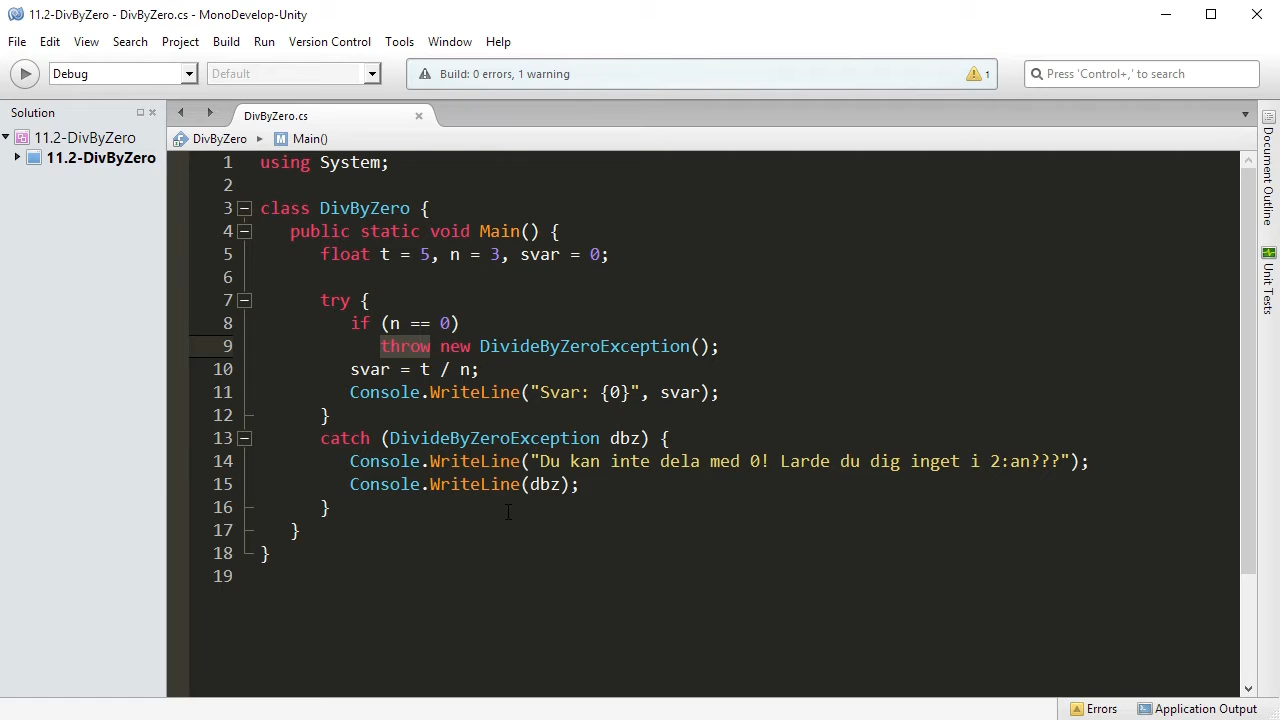 11.2-DivByZero - DivByZero.cs - MonoDevelop-Unity
File Edit View Search Project Build Run Version Control Tools Window Help
Debug Default Build: 0 errors, 1 warning 1 Press 'Control+,' to search
Solution
11.2-DivByZero
11.2-DivByZero
DivByZero.cs
DivByZero Main()
1 using System;
2
3 class DivByZero {
4 public static void Main() {
5 float t = 5, n = 3, svar = 0;
6
7 try {
8 if (n == 0)
9 throw new DivideByZeroException();
10 svar = t / n;
11 Console.WriteLine("Svar: {0}", svar);
12 }
13 catch (DivideByZeroException dbz) {
14 Console.WriteLine("Du kan inte dela med 0! Larde du dig inget i 2:an???");
15 Console.WriteLine(dbz);
16 }
17 }
18 }
19
Document Outline
Unit Tests
Errors Application Output